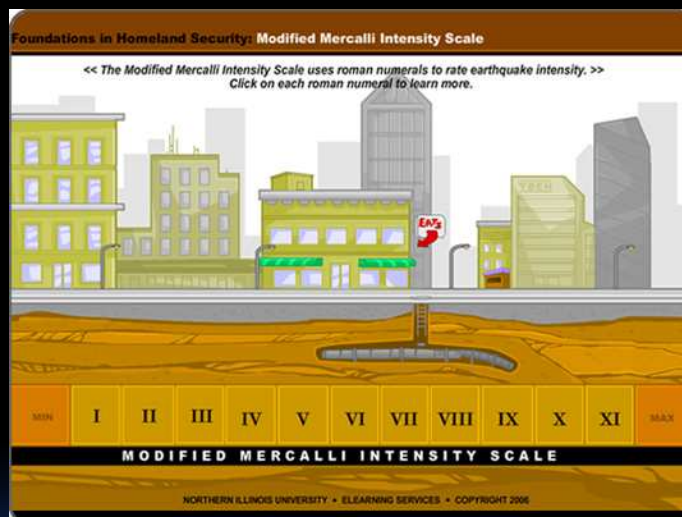 Foundations in Homeland Security: Modified Mercalli Intensity Scale
<< The Modified Mercalli Intensity Scale uses roman numerals to rate earthquake intensity. >>
Click on each roman numeral to learn more.
TECH
EATS
MIN I II III IV V VI VII VIII IX X XI MAX
MODIFIED MERCALLI INTENSITY SCALE
NORTHERN ILLINOIS UNIVERSITY • ELEARNING SERVICES • COPYRIGHT 2006